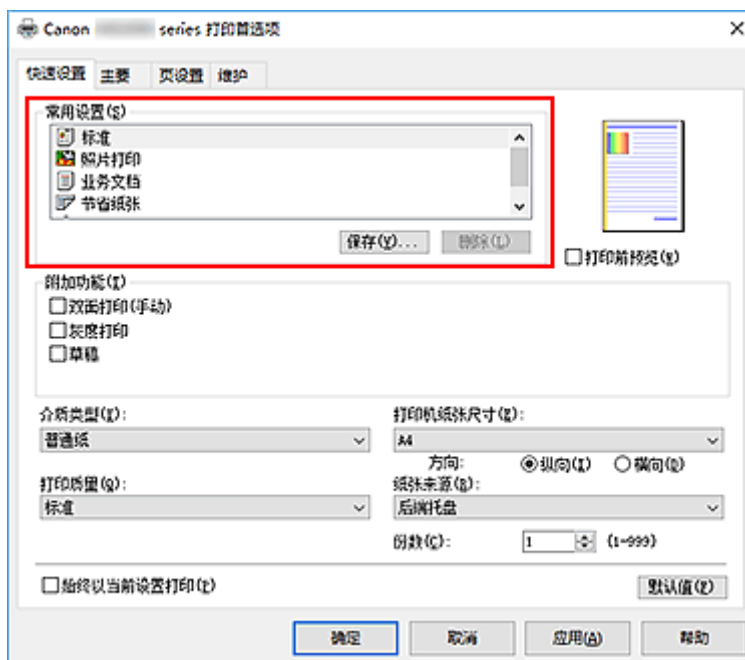 Canon series 打印首选项
快速设置 主要 页设置 维护
常用设置(S)
标准
照片打印
业务文档
节省纸张
保存(V)... 删除(L)
打印前预览(W)
附加功能(I)
双面打印(手动)
灰度打印
草稿
介质类型(Y): 打印机纸张尺寸(Z):
普通纸 A4
方向: 纵向(I) 横向(D)
打印质量(Q): 纸张来源(B):
标准 后端托盘
份数(C): 1 (1-999)
始终以当前设置打印(P)
默认值(F)
确定 取消 应用(A) 帮助